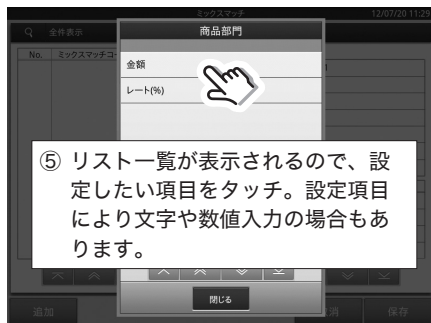 ミックスマッチ
12/07/20 11:29
全件表示
商品部門
No.
ミックスマッチコ
金額
レート(%)
⑤ リスト一覧が表示されるので、設
定したい項目をタッチ。設定項目
により文字や数値入力の場合もあ
ります。
閉じる
追加
消
保存